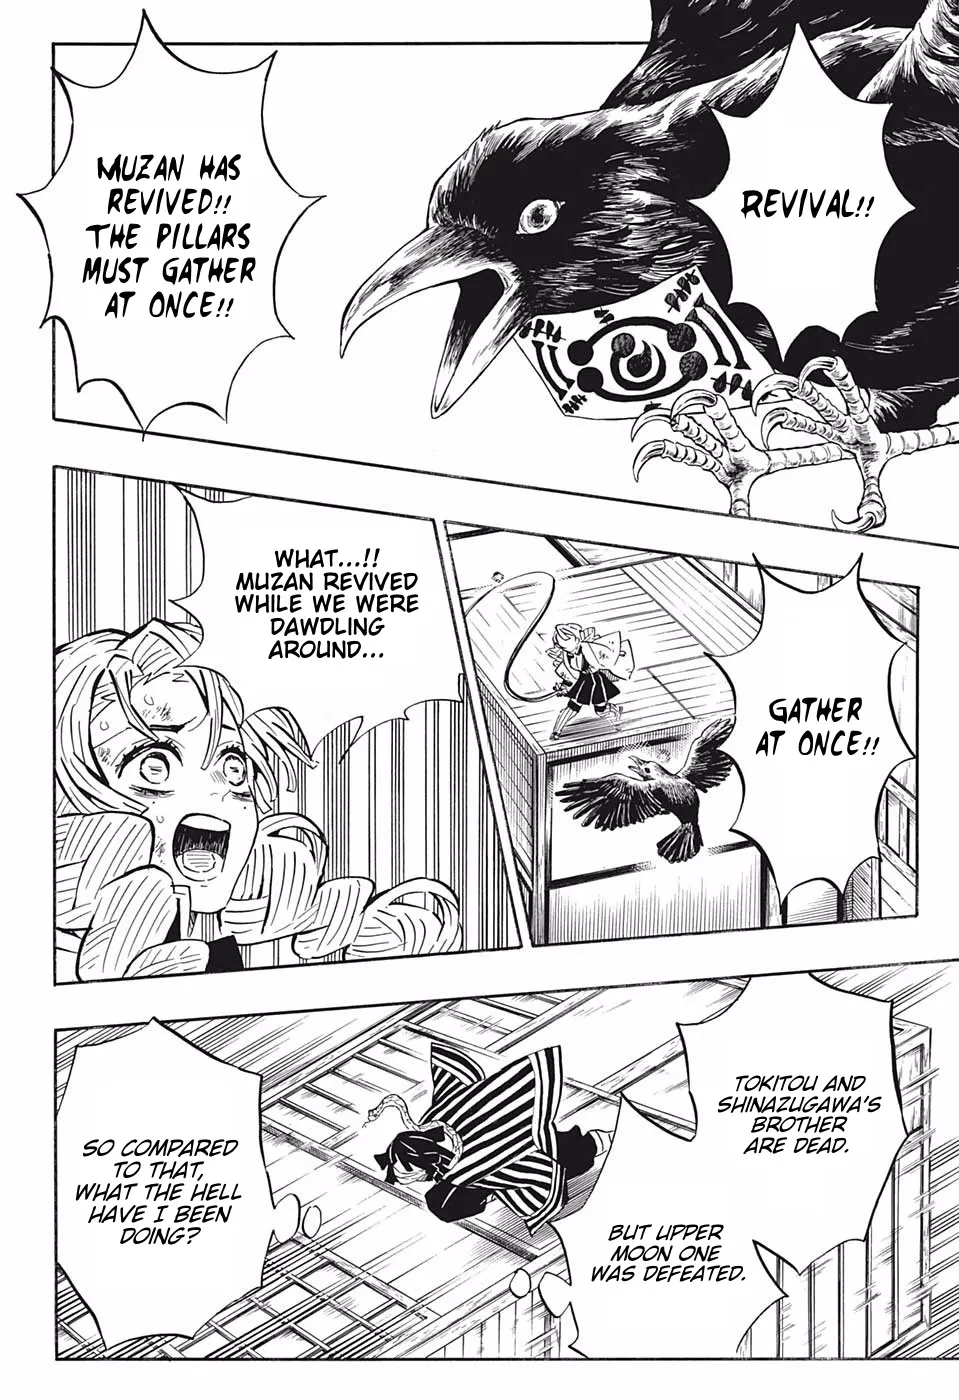 REVIVAL!!
MUZAN HAS
REVIVED!!
THE PILLARS
MUST GATHER
AT ONCE!!
GATHER
AT ONCE!!
WHAT...!!
MUZAN REVIVED
WHILE WE WERE
DAWDLING
AROUND...
TOKITOU AND
SHINAZUGAWA'S
BROTHER
ARE DEAD.
BUT UPPER
MOON ONE
WAS DEFEATED.
SO COMPARED
TO THAT,
WHAT THE HELL
HAVE I BEEN
DOING?